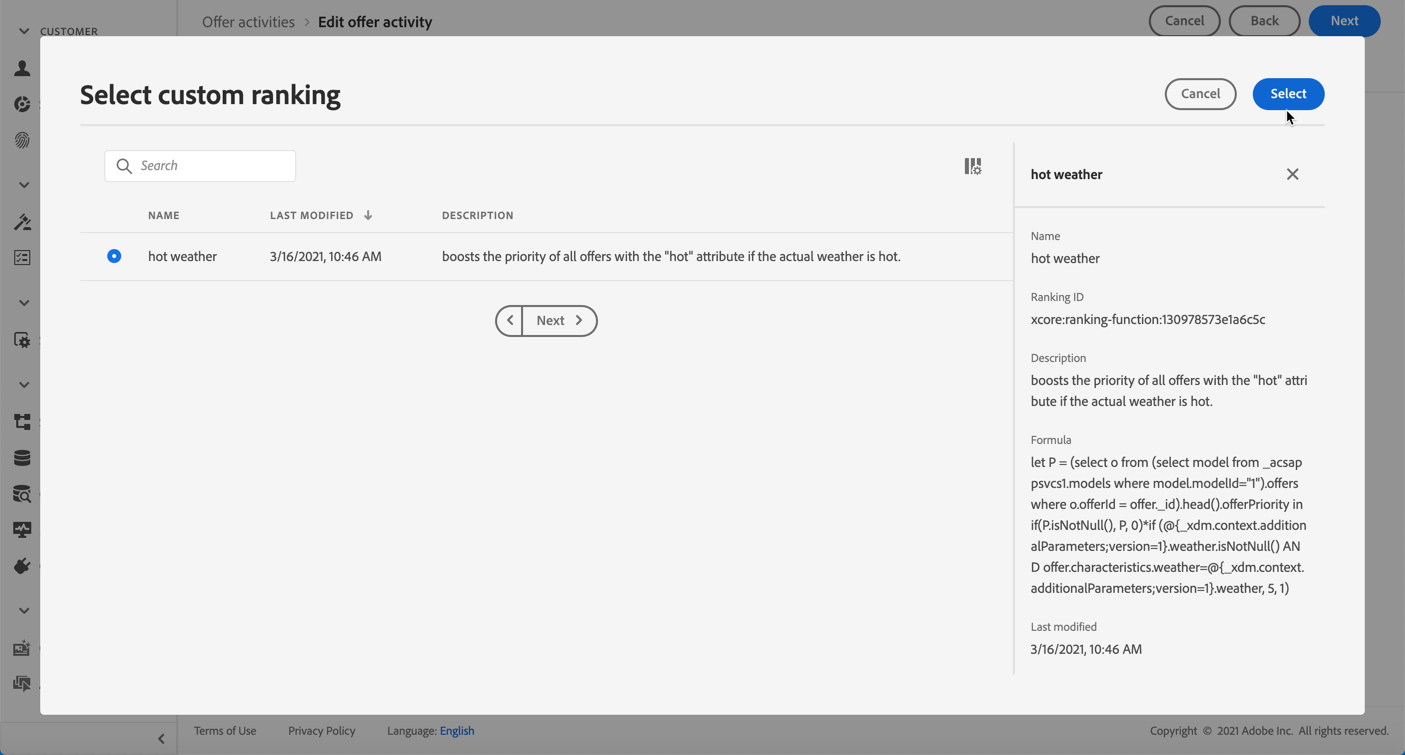 CUSTOMER
Offer activities > Edit offer activity
Cancel
Back
Next
Select custom ranking
Cancel
Select
Search
NAME
LAST MODIFIED
DESCRIPTION
hot weather
3/16/2021, 10:46 AM
boosts the priority of all offers with the "hot" attribute if the actual weather is hot.
Next
hot weather
Name
hot weather
Ranking ID
xcore:ranking-function:130978573e1a6c5c
Description
boosts the priority of all offers with the "hot" attri
bute if the actual weather is hot.
Formula
let P = (select o from (select model from _acsap
psvcs1.models where model.modelId="1").offers
where o.offerId = offer._id).head().offerPriority in
if(P.isNotNull(), P, 0)*if (@{_xdm.context.addition
alParameters;version=1}.weather.isNotNull() AN
D offer.characteristics.weather=@{_xdm.context.
additionalParameters;version=1}.weather, 5, 1)
Last modified
3/16/2021, 10:46 AM
Terms of Use
Privacy Policy
Language: English
Copyright © 2021 Adobe Inc. All rights reserved.